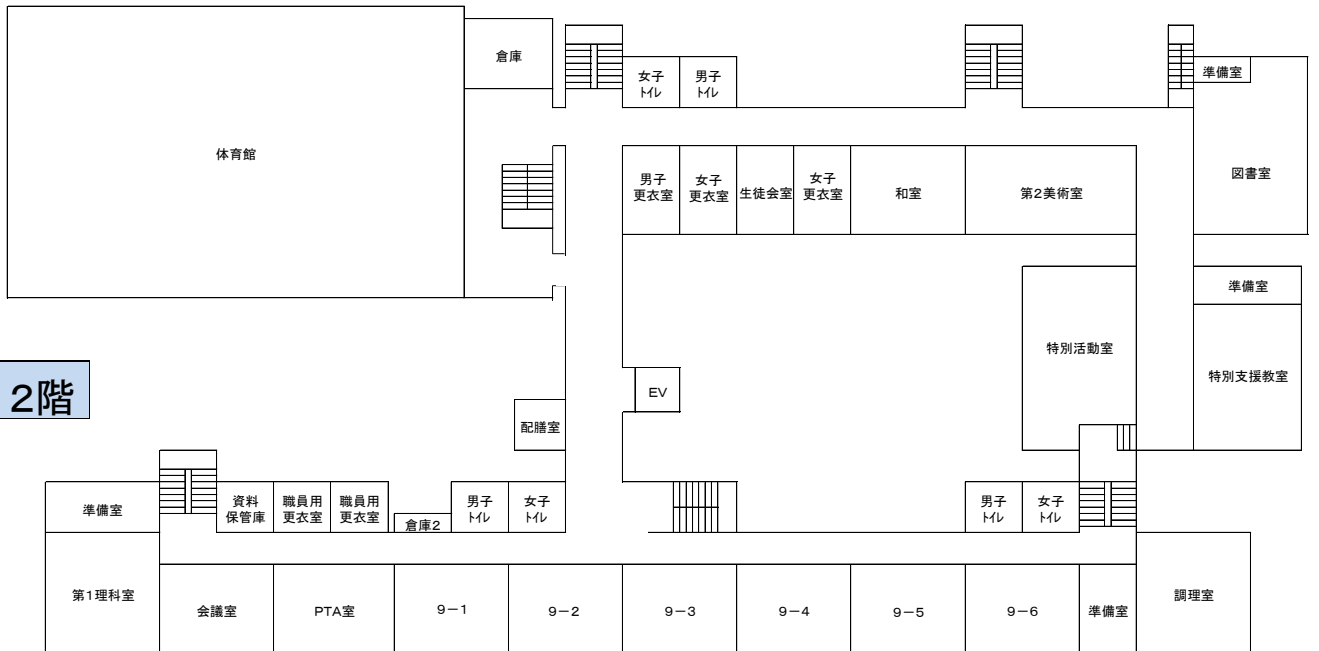 倉庫
女子
トイレ
男子
トイレ
準備室
体育館
男子
更衣室
女子
更衣室
生徒会室
女子
更衣室
和室
第2美術室
図書室
準備室
特別活動室
特別支援教室
2階
EV
配膳室
準備室
資料
保管庫
職員用
更衣室
職員用
更衣室
倉庫2
男子
トイレ
女子
トイレ
男子
トイレ
女子
トイレ
第1理科室
会議室
PTA室
9-1
9-2
9-3
9-4
9-5
9-6
準備室
調理室